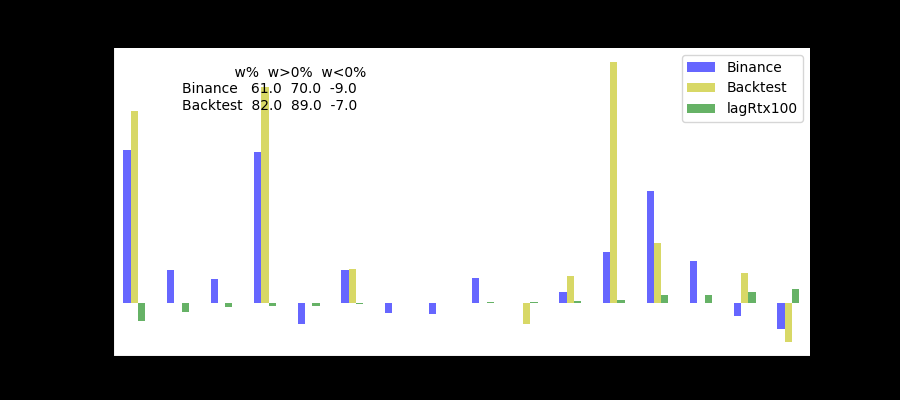 w%  w>0%  w<0%
Binance  61.0  70.0  -9.0
Backtest  82.0  89.0  -7.0
Binance
Backtest
lagRtx100